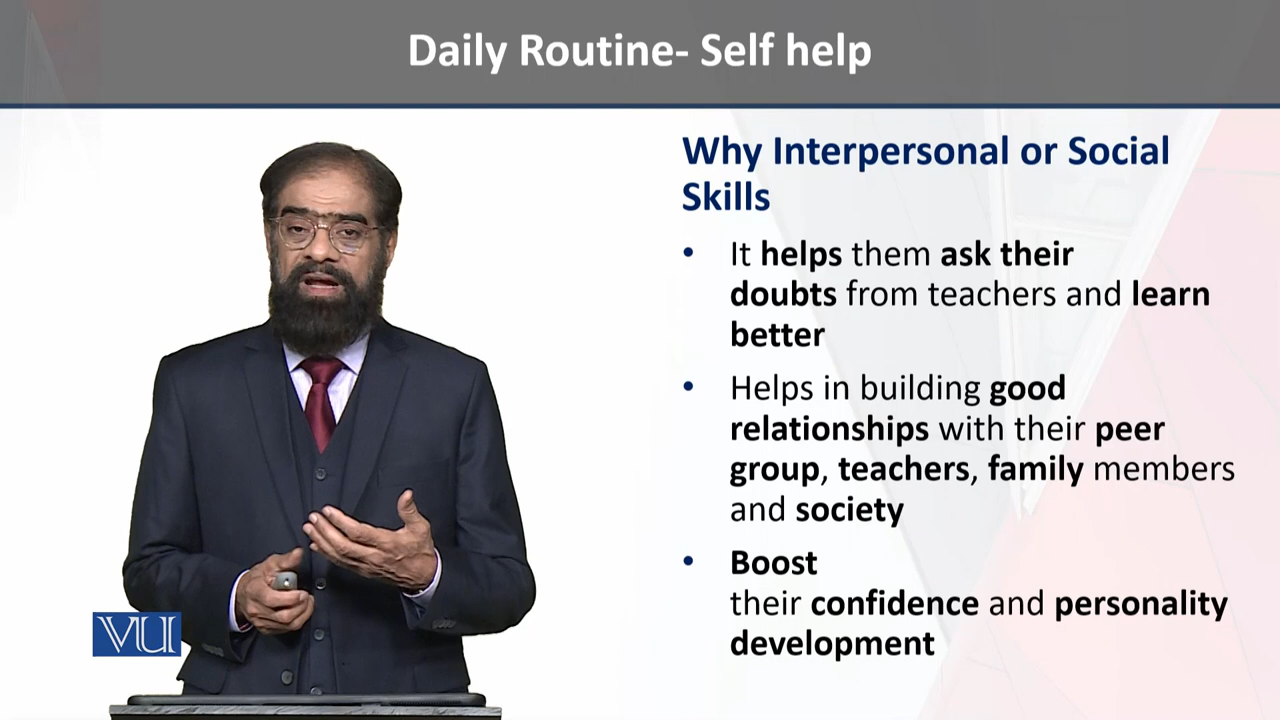 Daily Routine- Self help
Why Interpersonal or Social
Skills
• It helps them ask their
doubts from teachers and learn
better
• Helps in building good
relationships with their peer
group, teachers, family members
and society
• Boost
their confidence and personality
development
VU